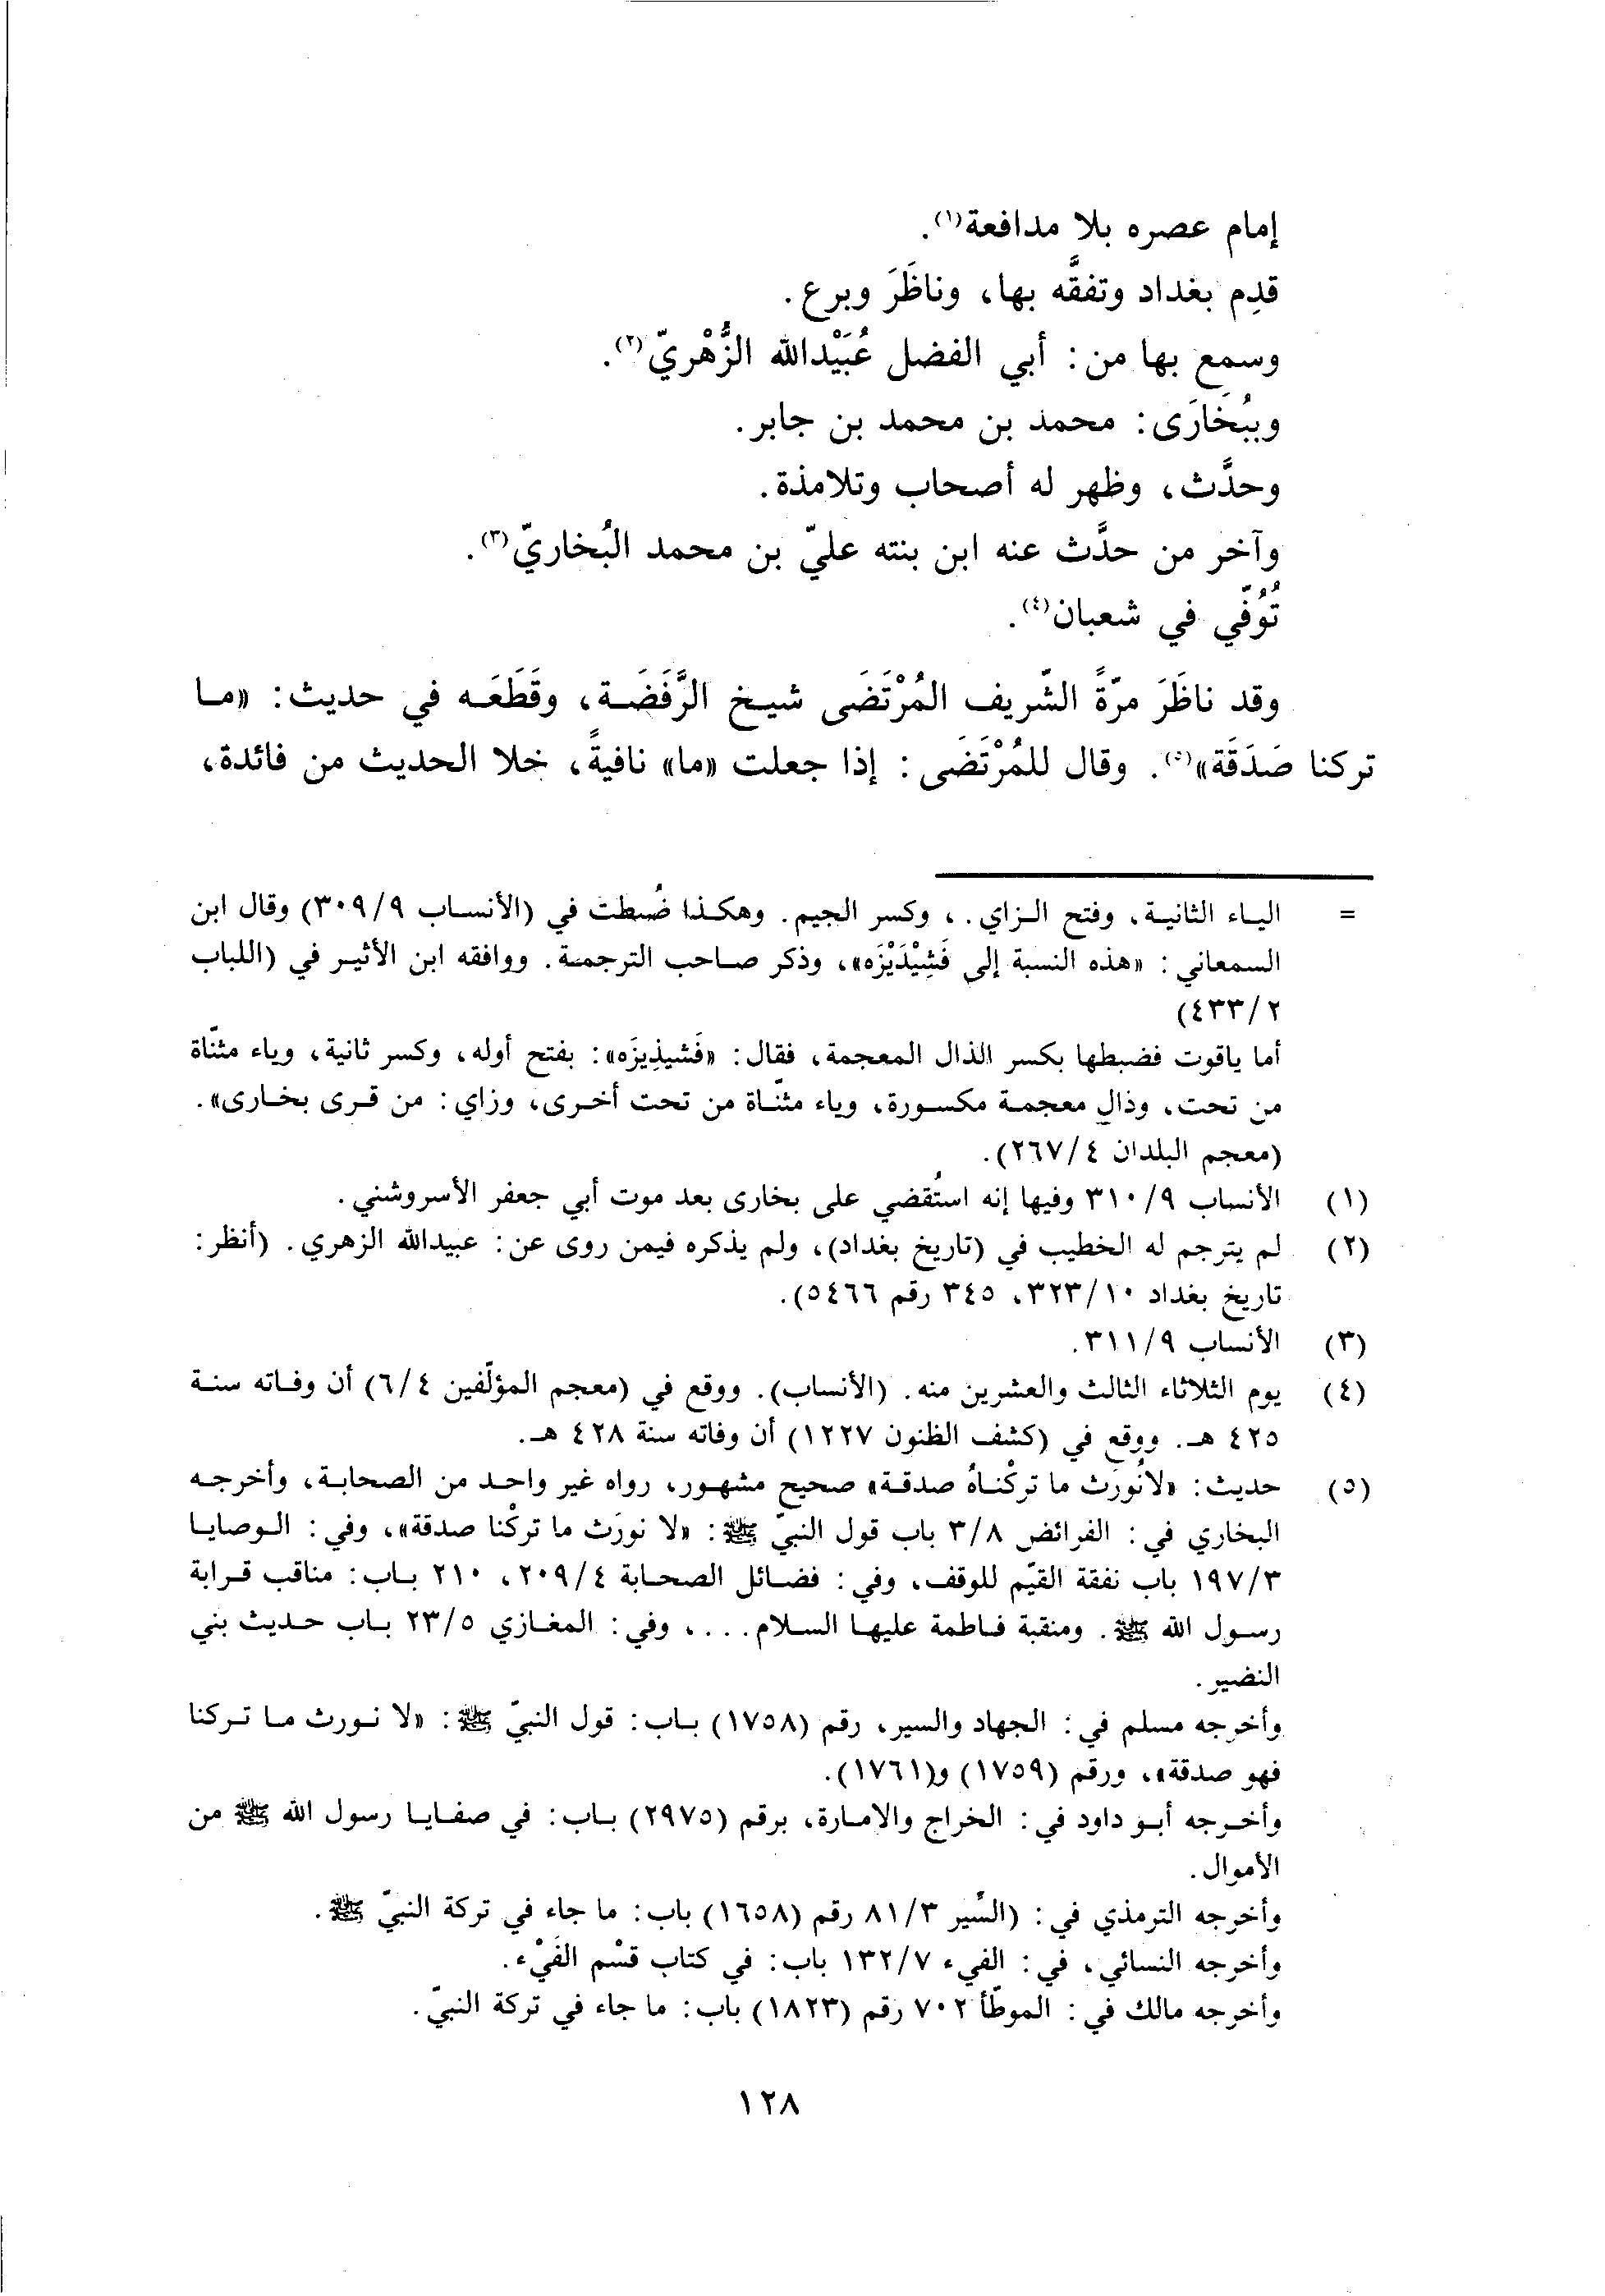 إمام عصره بلا مدافعة(١).
قدِم بغداد وتفقَّه بها، وناظَرَ وبرع.
وسمع بها من: أبي الفضل عُبَيْدالله الزُّهْريّ(٢).
وببُخَارَى: محمد بن محمد بن جابر.
وحدَّث، وظهر له أصحاب وتلامذة.
وآخر من حدَّث عنه ابن بنته عليّ بن محمد البُخاريّ(٣).
تُوُفّي في شعبان(٤).
وقد ناظَرَ مرّةً الشّريف المُرْتَضَى شيخ الرَّفَضَة، وقَطَعَه في حديث: «ما
تركنا صَدَقَة»(٥). وقال للمُرْتَضَى: إذا جعلت «ما» نافيةً، خلا الحديث من فائدة،
= الياء الثانية، وفتح الزاي.، وكسر الجيم. وهكذا ضُبطت في (الأنساب ٣٠٩/٩) وقال ابن
السمعاني: «هذه النسبة إلى فَشِيْدَيْزَه»، وذكر صاحب الترجمة. ووافقه ابن الأثير في (اللباب
٤٣٣/٢)
أما ياقوت فضبطها بكسر الذال المعجمة، فقال: «فَشيذِيزَه»: بفتح أوله، وكسر ثانية، وياء مثنّاة
من تحت، وذال معجمة مكسورة، وياء مثنّاة من تحت أخرى، وزاي: من قرى بخارى».
(معجم البلدان ٢٦٧/٤).
(١) الأنساب ٣١٠/٩ وفيها إنه استُقضي على بخارى بعد موت أبي جعفر الأسروشني.
(٢) لم يترجم له الخطيب في (تاريخ بغداد)، ولم يذكره فيمن روى عن: عبيدالله الزهري. (أنظر:
تاريخ بغداد ٣٢٣/١٠، ٣٤٥ رقم ٥٤٦٦).
(٣) الأنساب ٣١١/٩.
(٤) يوم الثلاثاء الثالث والعشرين منه. (الأنساب). ووقع في (معجم المؤلّفين ٦/٤) أن وفاته سنة
٤٢٥ هـ. ووقع في (كشف الظنون ١٢٢٧) أن وفاته سنة ٤٢٨ هـ.
(٥) حديث: «لانُورَث ما تركْناهُ صدقة» صحيح مشهور، رواه غير واحد من الصحابة، وأخرجه
البخاري في: الفرائض ٣/٨ باب قول النبيّ ﷺ: «لا نورَث ما تركْنا صدقة»، وفي: الوصايا
١٩٧/٣ باب نفقة القيّم للوقف، وفي: فضائل الصحابة ٢٠٩/٤، ٢١٠ باب: مناقب قرابة
رسول الله ﷺ. ومنقبة فاطمة عليها السلام...، وفي: المغازي ٢٣/٥ باب حديث بني
النضير.
وأخرجه مسلم في: الجهاد والسير، رقم (١٧٥٨) باب: قول النبيّ ﷺ: «لا نورث ما تركنا
فهو صدقة»، ورقم (١٧٥٩) و(١٧٦١).
وأخرجه أبو داود في: الخراج والامارة، برقم (٢٩٧٥) باب: في صفايا رسول الله ﷺ من
الأموال.
وأخرجه الترمذي في: (السَّير ٨١/٣ رقم (١٦٥٨) باب: ما جاء في تركة النبيّ ﷺ.
وأخرجه النسائي، في: الفيء ١٣٢/٧ باب: في كتاب قسْم الفَيْء.
وأخرجه مالك في: الموطّأ ٧٠٢ رقم (١٨٢٣) باب: ما جاء في تركة النبيّ.
١٢٨